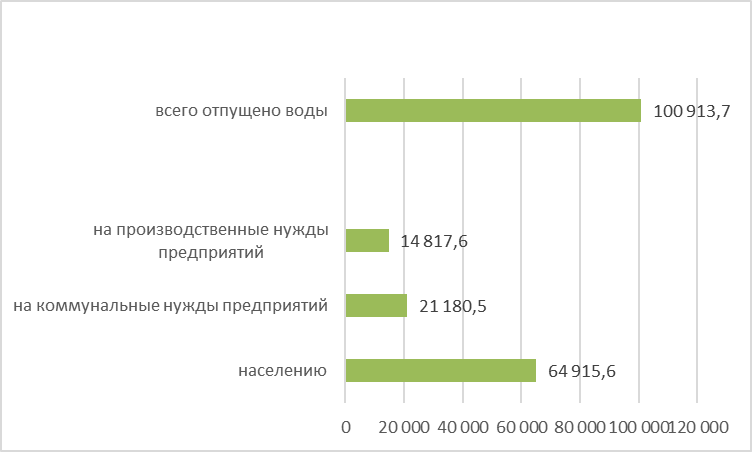 всего отпущено воды
100 913,7
на производственные нужды
предприятий
14 817,6
на коммунальные нужды предприятий
21 180,5
населению
64 915,6
0 20 000 40 000 60 000 80 000 100 000 120 000